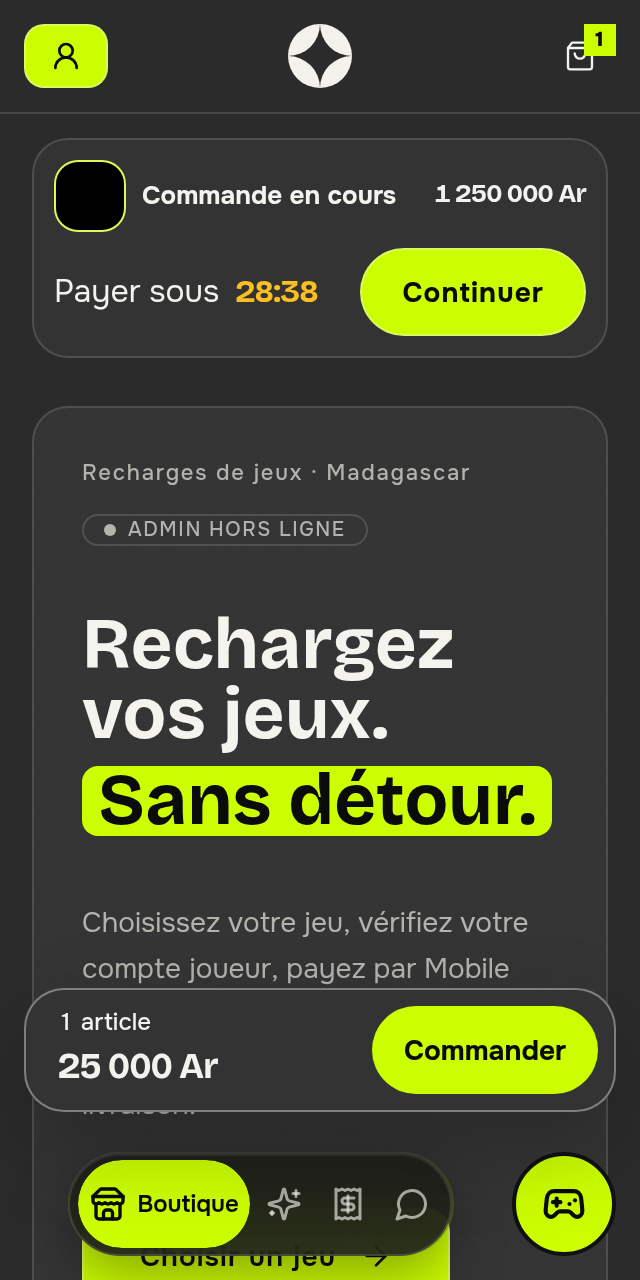 1
Commande en cours
1 250 000 Ar
Payer sous 28:38
Continuer
Recharges de jeux · Madagascar
ADMIN HORS LIGNE
Rechargez
vos jeux.
Sans détour.
Choisissez votre jeu, vérifiez votre
compte joueur, payez par Mobile
1 article
25 000 Ar
Commander
Boutique
Choisir un jeu